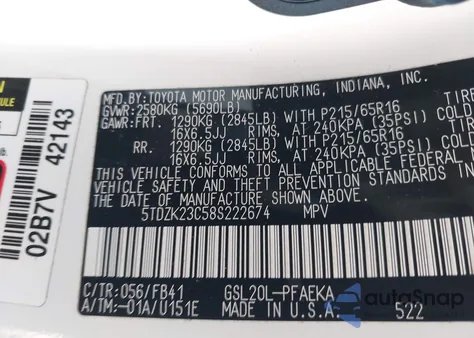 MFD.BY:TOYOTA MOTOR MANUFACTURING, INDIANA, INC.
GVWR:2580KG (5690LB)
GAWR:FRT. 1290KG (2845LB) WITH P215/65R16 TIRE
16X6.5JJ RIMS, AT 240KPA (35PSI) COLD
RR. 1290KG (2845LB) WITH P215/65R16 TIRE
16X6.5JJ RIMS, AT 240KPA (35PSI) COLD
THIS VEHICLE CONFORMS TO ALL APPLICABLE FEDERAL
VEHICLE SAFETY AND BUMPER STANDARDS IN EFFECT
THE DATE OF MANUFACTURE SHOWN ABOVE.
5TDZK23C58S222674 MPV
C/TR:056/FB41 GSL20L-PFAEKA
A/TM:-01A/U151E MADE IN U.S.A. 522
02B7V 42143
autoSnap